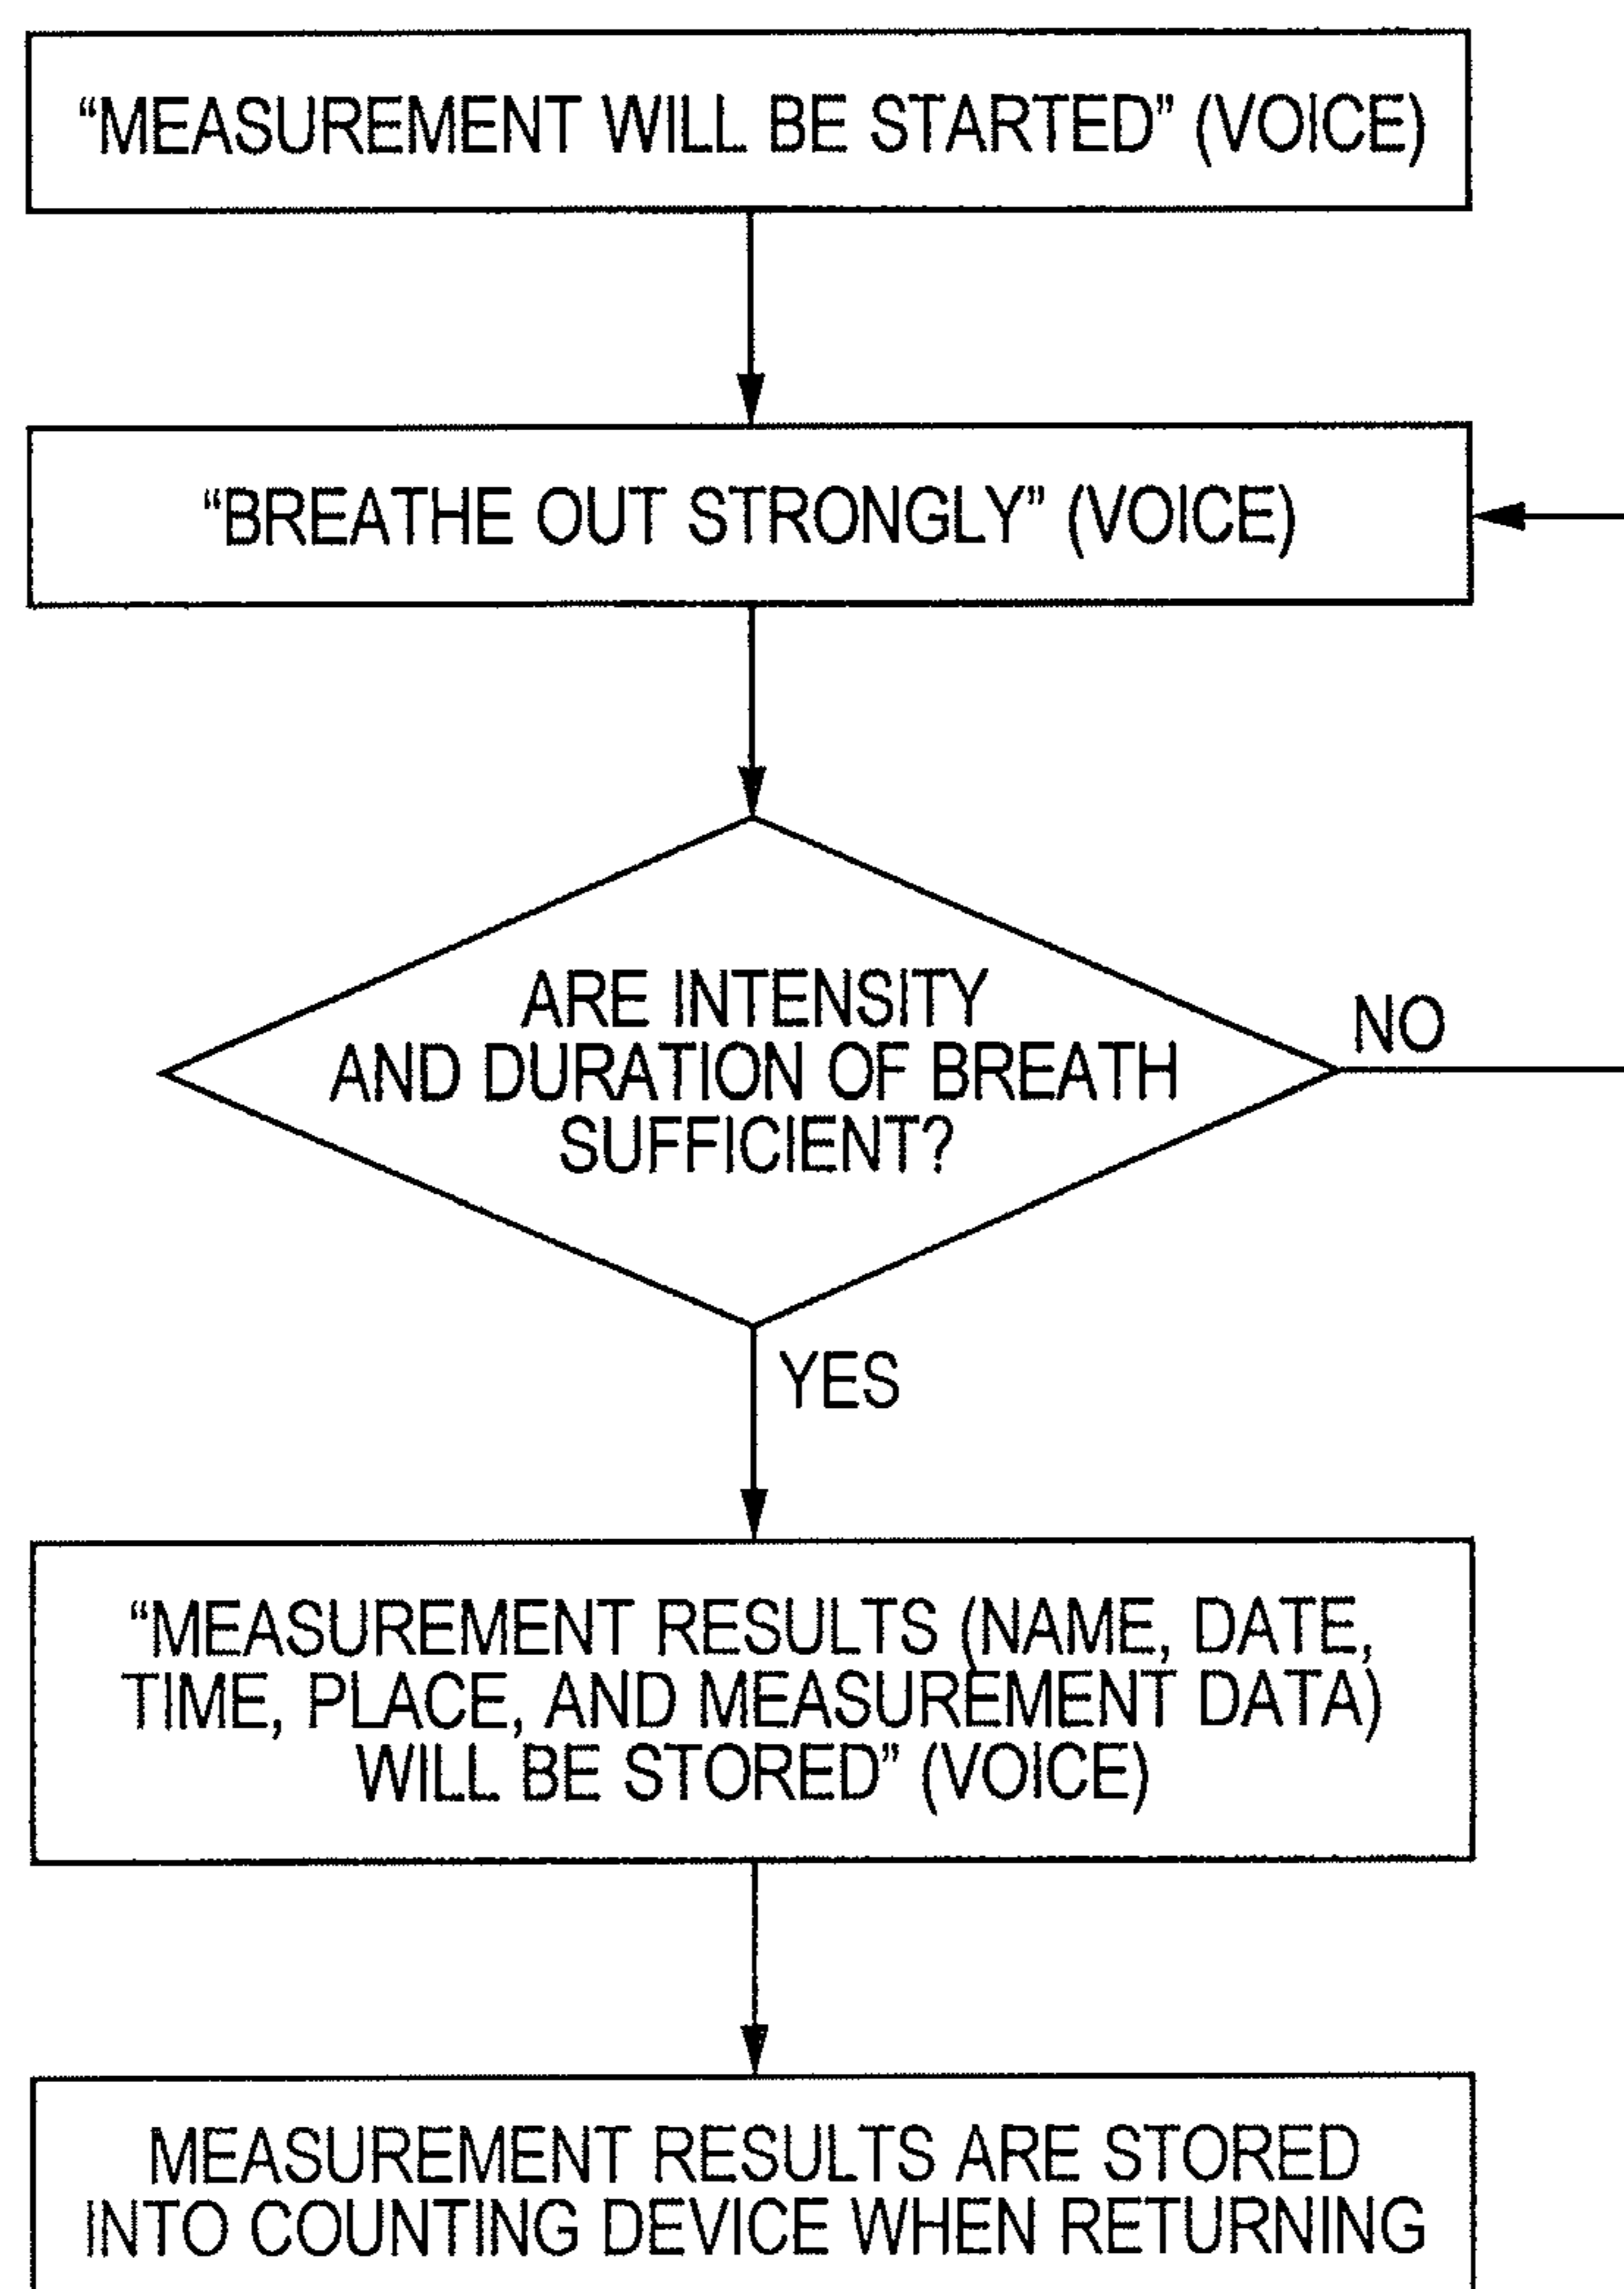 “MEASUREMENT WILL BE STARTED” (VOICE)
“BREATHE OUT STRONGLY” (VOICE)
ARE INTENSITY
AND DURATION OF BREATH
SUFFICIENT?
NO
YES
“MEASUREMENT RESULTS (NAME, DATE,
TIME, PLACE, AND MEASUREMENT DATA)
WILL BE STORED” (VOICE)
MEASUREMENT RESULTS ARE STORED
INTO COUNTING DEVICE WHEN RETURNING